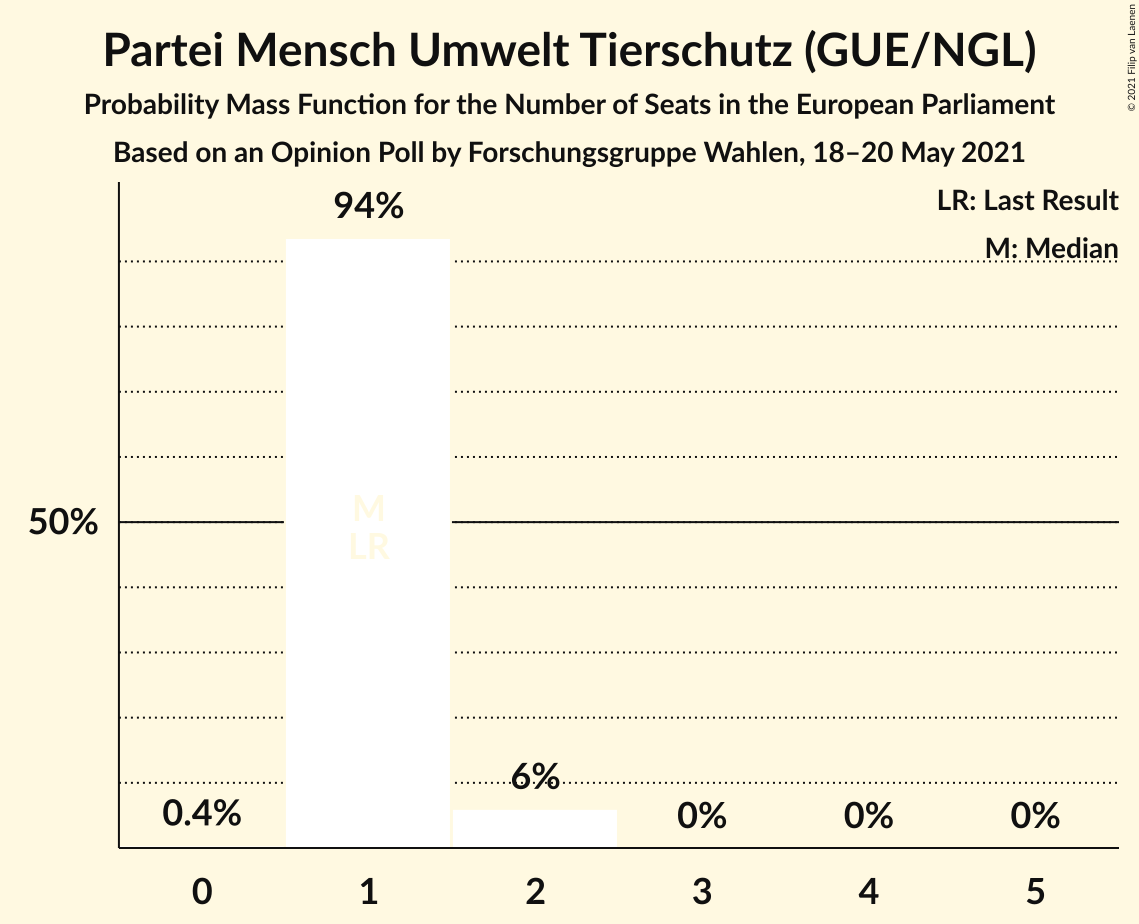 Partei Mensch Umwelt Tierschutz (GUE/NGL)
Probability Mass Function for the Number of Seats in the European Parliament
Based on an Opinion Poll by Forschungsgruppe Wahlen, 18–20 May 2021
© 2021 Filip van Laenen
LR: Last Result
M: Median
94%
M
LR
50%
6%
0.4%
0%
0%
0%
0
1
2
3
4
5